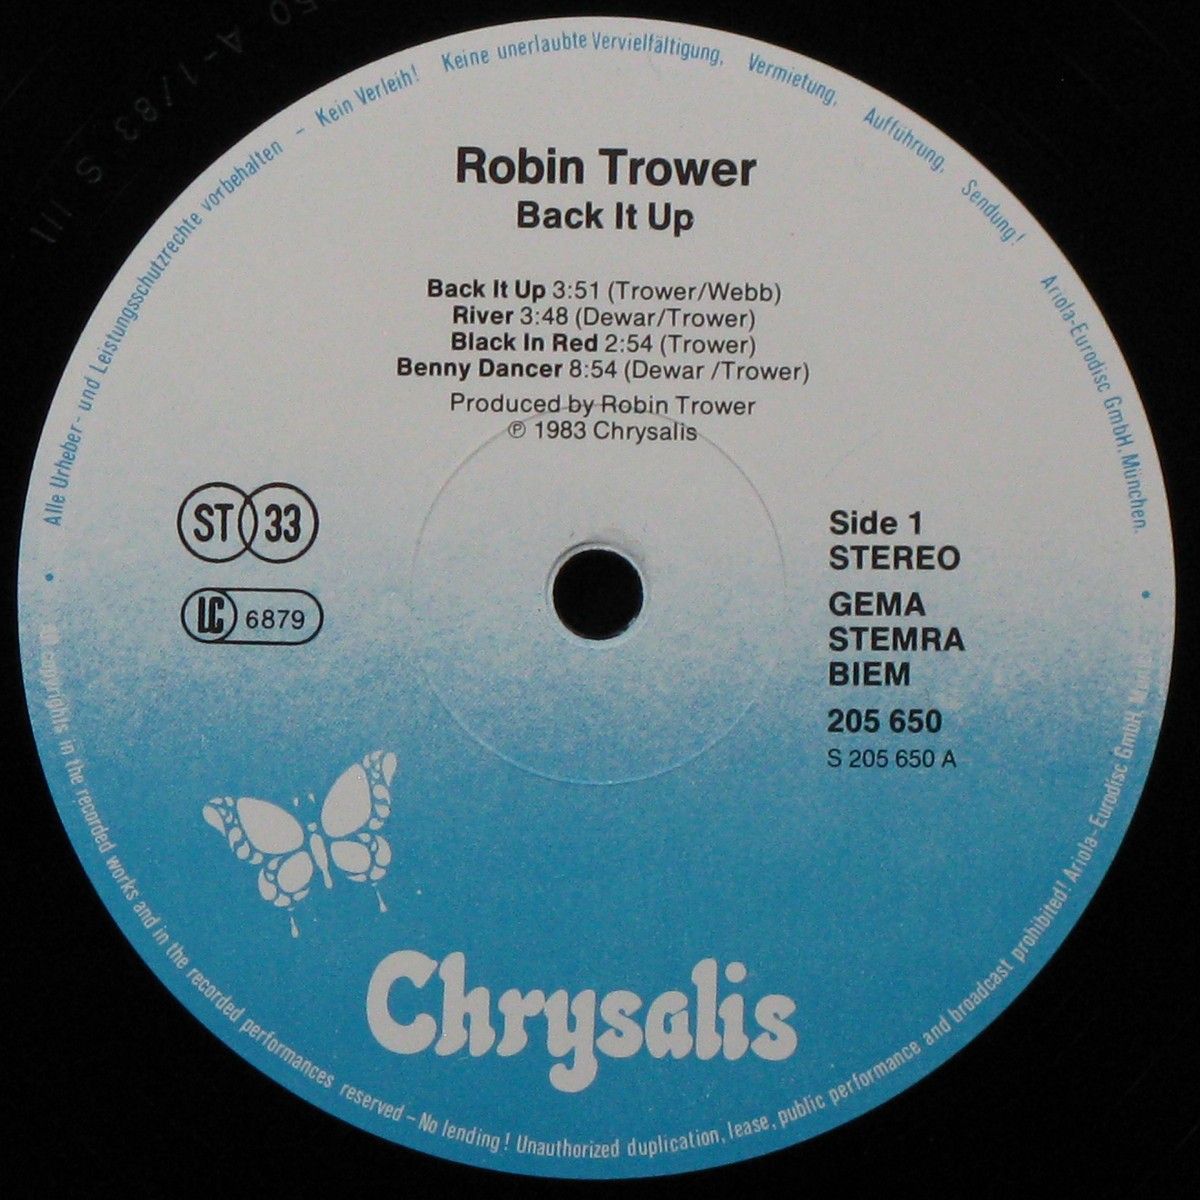 Alle Urheber- und Leistungsschutzrechte vorbehalten – Kein Verleih! Keine unerlaubte Vervielfältigung, Vermietung, Aufführung, Sendung! Ariola-Eurodisc GmbH, München.
Robin Trower
Back It Up
Back It Up 3:51 (Trower/Webb)
River 3:48 (Dewar/Trower)
Black In Red 2:54 (Trower)
Benny Dancer 8:54 (Dewar /Trower)
Produced by Robin Trower
℗ 1983 Chrysalis
ST 33
LC 6879
Side 1
STEREO
GEMA
STEMRA
BIEM
205 650
S 205 650 A
Chrysalis
copyrights in the recorded works and in the recorded performances reserved – No lending! Unauthorized duplication, lease, public performance and broadcast prohibited! Ariola-Eurodisc GmbH
50 A-1/83 S III